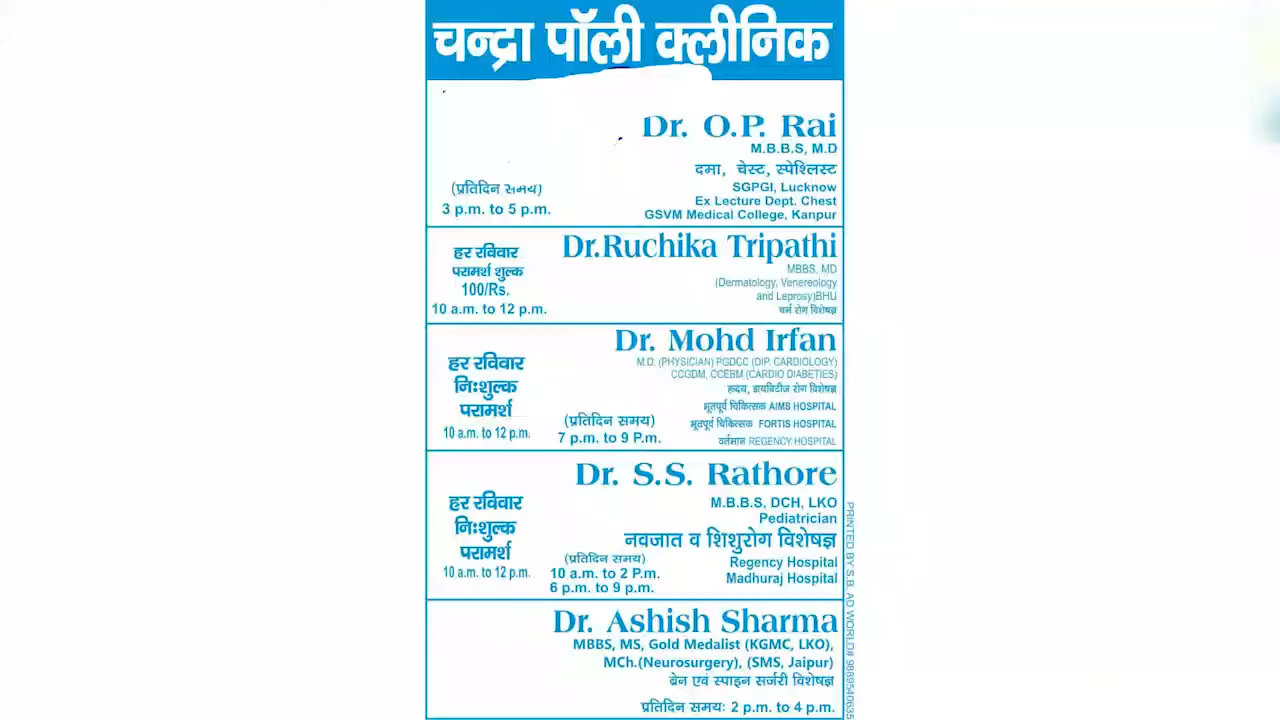 चन्द्रा पॉली क्लीनिक
Dr. O.P. Rai
M.B.B.S, M.D
दमा, चेस्ट, स्पेश्लिस्ट
SGPGI, Lucknow
Ex Lecture Dept. Chest
GSVM Medical College, Kanpur
(प्रतिदिन समय)
3 p.m. to 5 p.m.
Dr.Ruchika Tripathi
MBBS, MD
(Dermatology, Venereology
and Leprosy)BHU
चर्म रोग विशेषज्ञ
हर रविवार
परामर्श शुल्क
100/Rs.
10 a.m. to 12 p.m.
Dr. Mohd Irfan
M.D. (PHYSICIAN) PGDCC (DIP. CARDIOLOGY)
CCGDM, CCEBM (CARDIO DIABETIES)
हृदय, डायबिटीज रोग विशेषज्ञ
भूतपूर्व चिकित्सक AIMS HOSPITAL
भूतपूर्व चिकित्सक FORTIS HOSPITAL
वर्तमान REGENCY HOSPITAL
हर रविवार
निःशुल्क
परामर्श
10 a.m. to 12 p.m.
(प्रतिदिन समय)
7 p.m. to 9 P.m.
Dr. S.S. Rathore
M.B.B.S, DCH, LKO
Pediatrician
नवजात व शिशुरोग विशेषज्ञ
Regency Hospital
Madhuraj Hospital
हर रविवार
निःशुल्क
परामर्श
10 a.m. to 12 p.m.
(प्रतिदिन समय)
10 a.m. to 2 P.m.
6 p.m. to 9 p.m.
Dr. Ashish Sharma
MBBS, MS, Gold Medalist (KGMC, LKO),
MCh.(Neurosurgery), (SMS, Jaipur)
ब्रेन एवं स्पाइन सर्जरी विशेषज्ञ
प्रतिदिन समयः 2 p.m. to 4 p.m.
PRINTED BY S.B. AD WORLD# 9889540635